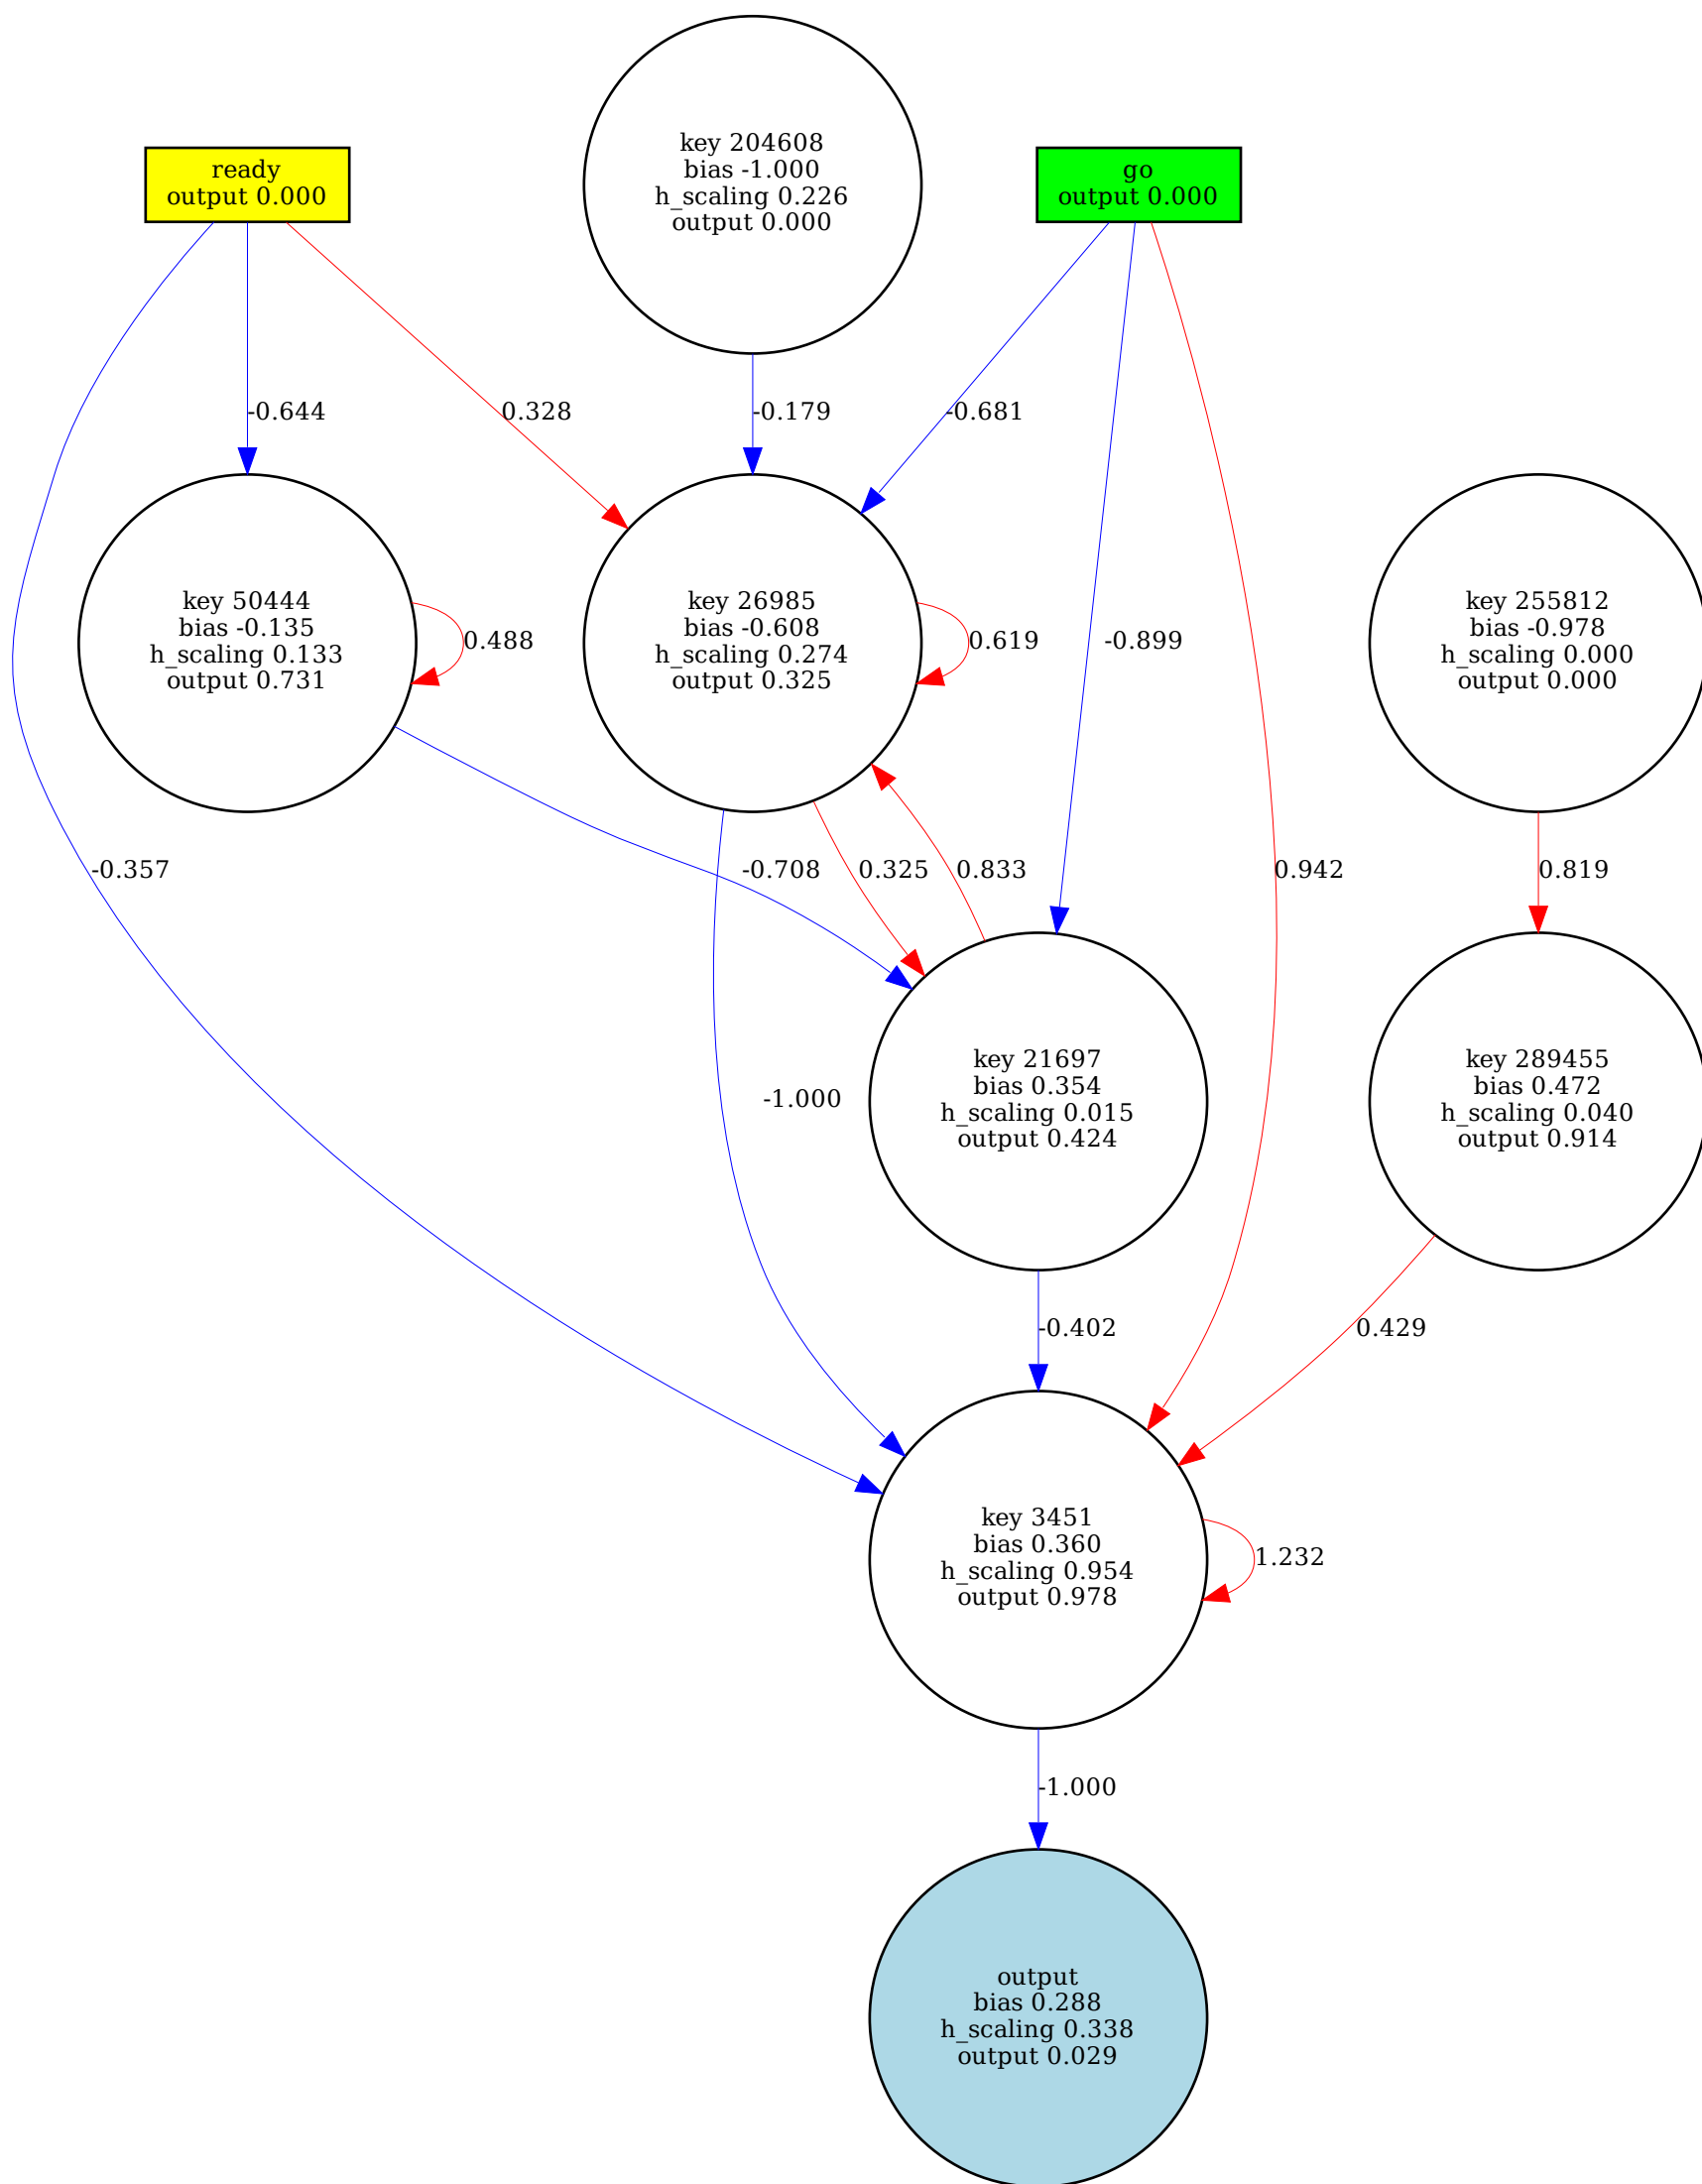 key 204608
bias -1.000
h_scaling 0.226
output 0.000
ready
output 0.000
go
output 0.000
-0.644
0.328
-0.179
-0.681
key 50444
bias -0.135
h_scaling 0.133
output 0.731
0.488
key 26985
bias -0.608
h_scaling 0.274
output 0.325
0.619
-0.899
key 255812
bias -0.978
h_scaling 0.000
output 0.000
-0.357
-0.708
0.325
0.833
0.942
0.819
-1.000
key 21697
bias 0.354
h_scaling 0.015
output 0.424
key 289455
bias 0.472
h_scaling 0.040
output 0.914
-0.402
0.429
key 3451
bias 0.360
h_scaling 0.954
output 0.978
1.232
-1.000
output
bias 0.288
h_scaling 0.338
output 0.029